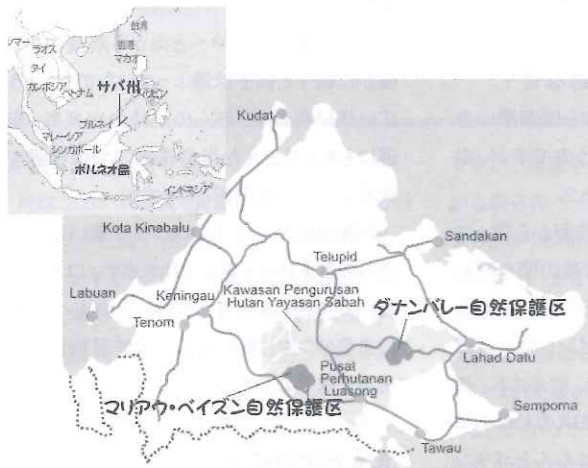 台湾
香港
マカオ
ラオス
タイ
カンボジア
ベトナム
サバ州
フィリピン
ブルネイ
マレーシア
シンガポール
ボルネオ島
インドネシア
Kudat
Kota Kinabalu
Sandakan
Telupid
Labuan
Keningau
Kawasan Pengurusan
Hutan Yayasan Sabah
ダナンバレー自然保護区
Tenom
Lahad Datu
Pusat
Perhutanan
Luasong
マリアウ・ベイズン自然保護区
Semporna
Tawau